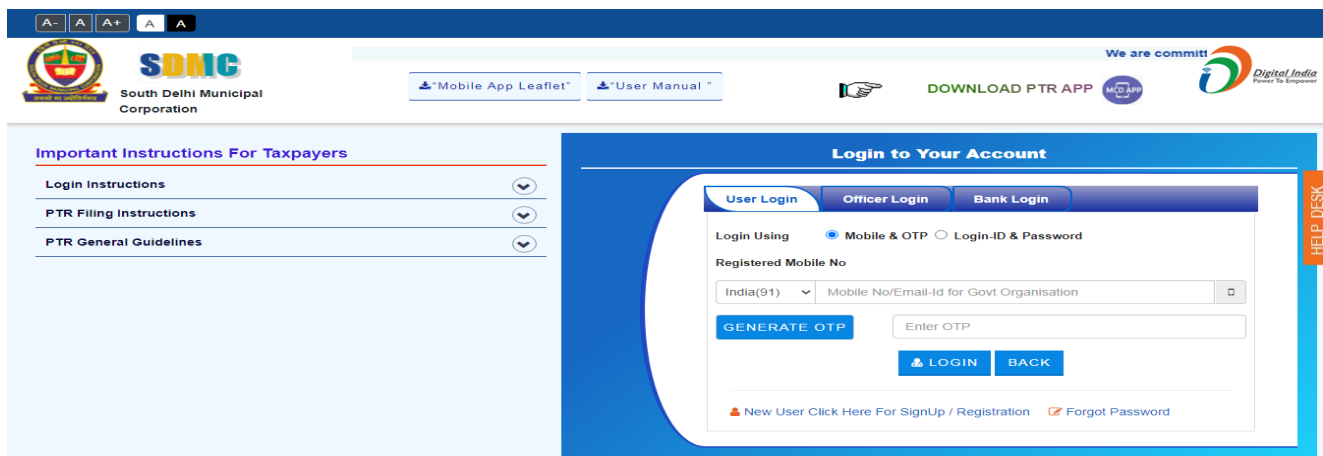 A- A A+ A A
SDMC
South Delhi Municipal
Corporation
"Mobile App Leaflet"
"User Manual "
We are committ
DOWNLOAD PTR APP
MCD APP
Digital India
Power To Empower
Important Instructions For Taxpayers
Login Instructions
PTR Filing Instructions
PTR General Guidelines
Login to Your Account
User Login Officer Login Bank Login
Login Using Mobile & OTP Login-ID & Password
Registered Mobile No
India(91) Mobile No/Email-Id for Govt Organisation
GENERATE OTP Enter OTP
LOGIN BACK
New User Click Here For SignUp / Registration Forgot Password
HELP DESK